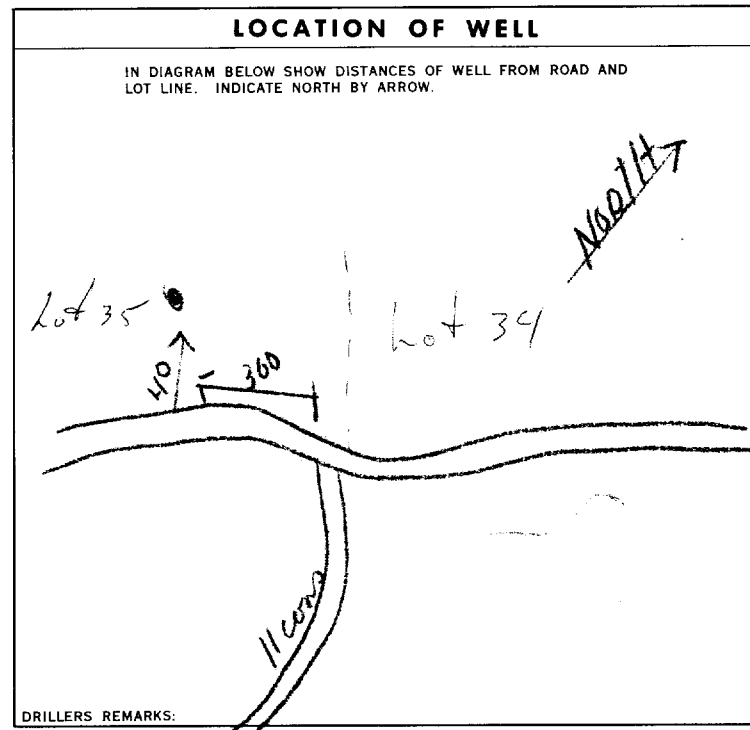 LOCATION OF WELL
IN DIAGRAM BELOW SHOW DISTANCES OF WELL FROM ROAD AND
LOT LINE. INDICATE NORTH BY ARROW.
North
Lot 35
Lot 34
40
360
11 con
DRILLERS REMARKS: